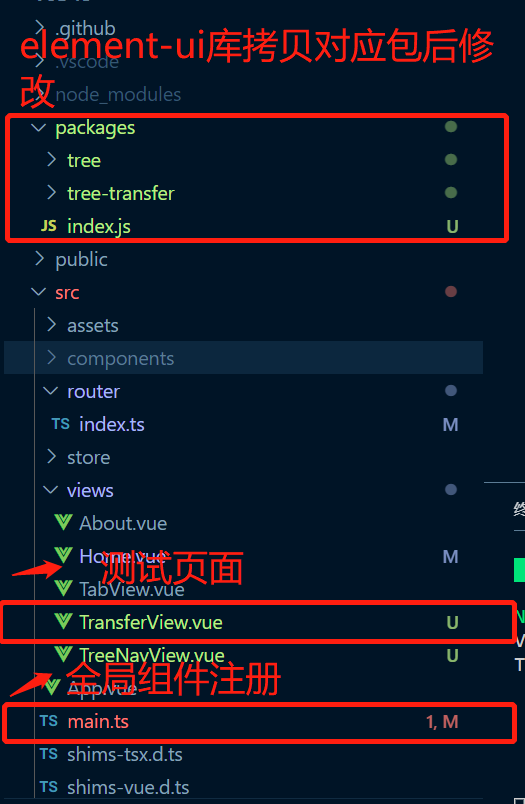 .github
element-ui库拷贝对应包后修
.vscode
改
node_modules
packages
tree
tree-transfer
JS index.js U
public
src
assets
components
router
TS index.ts M
store
views
About.vue
Home.vue M
测试页面
TabView.vue
TransferView.vue U
TreeNavView.vue U
全局组件注册
App.vue
TS main.ts 1, M
TS shims-tsx.d.ts
TS shims-vue.d.ts
终
N
V
T